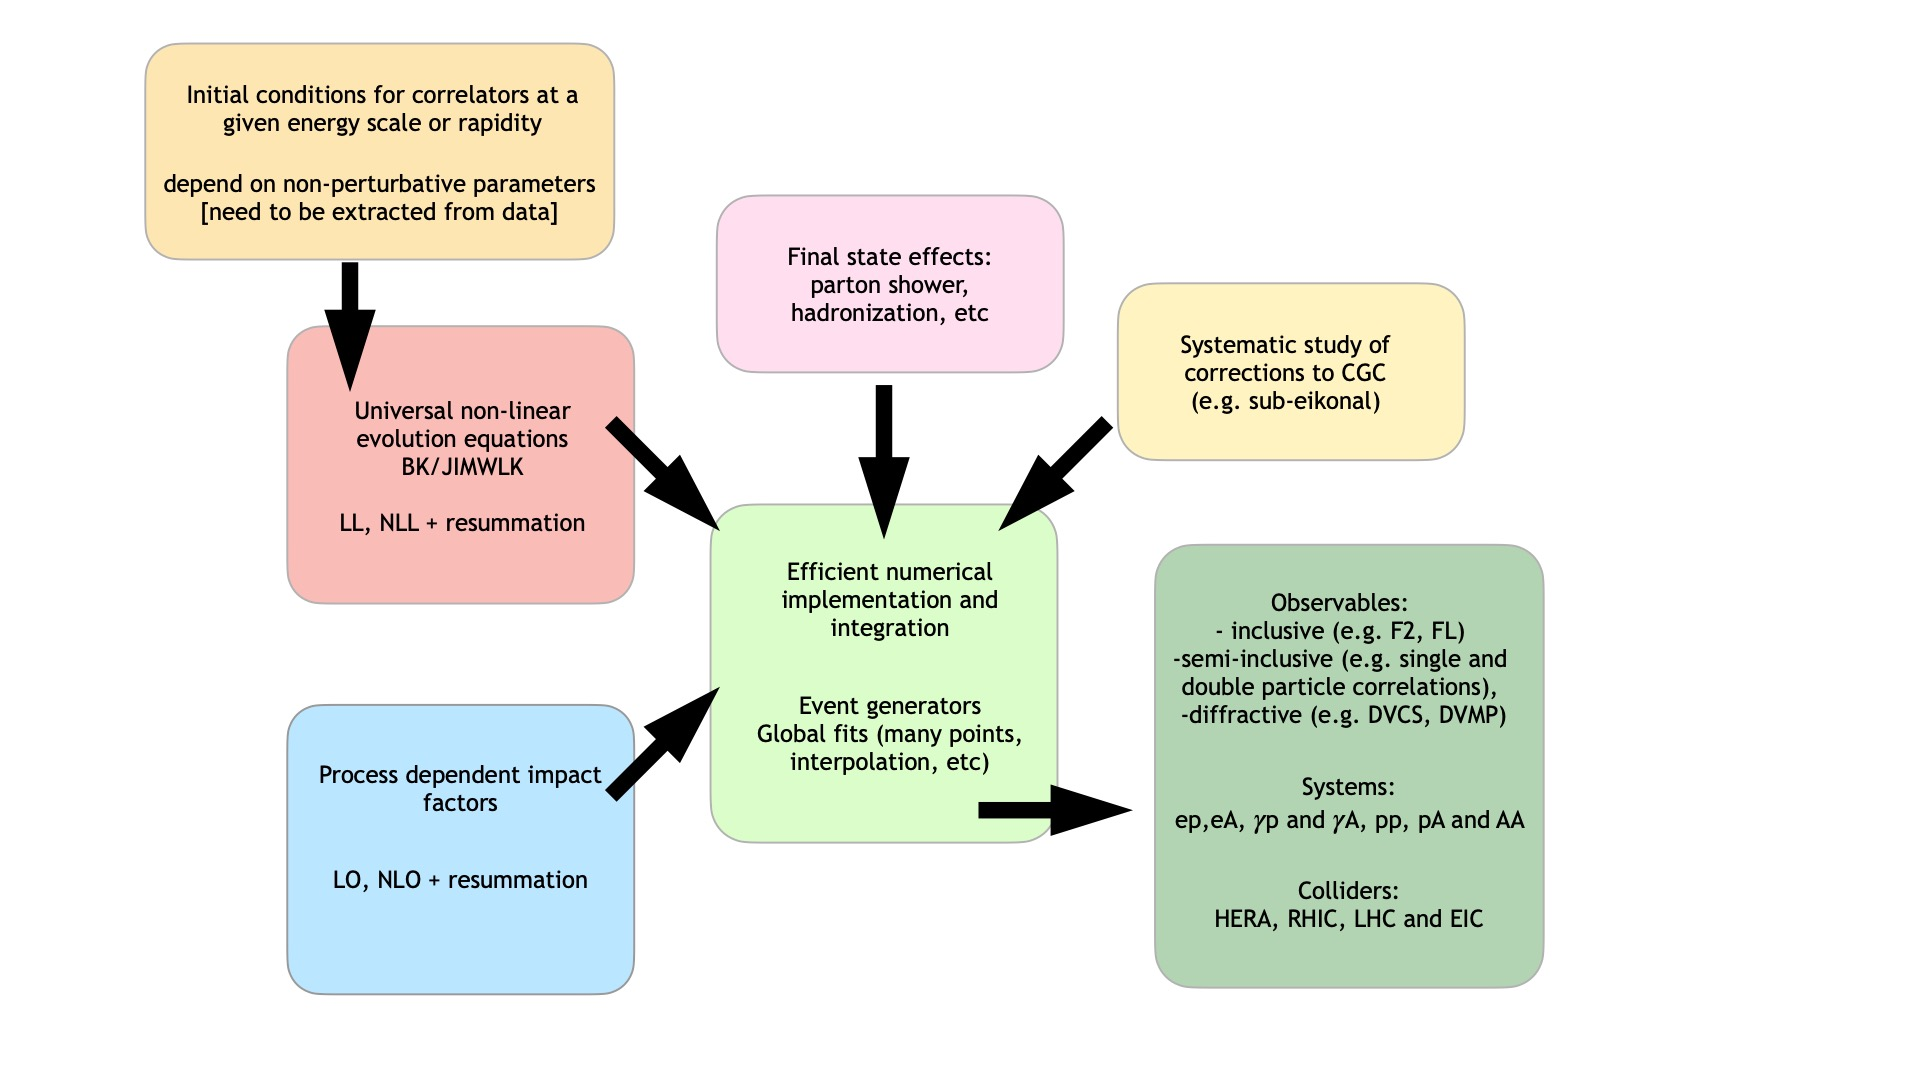 Initial conditions for correlators at a
given energy scale or rapidity
depend on non-perturbative parameters
[need to be extracted from data]
Final state effects:
parton shower,
hadronization, etc
Systematic study of
corrections to CGC
(e.g. sub-eikonal)
Universal non-linear
evolution equations
BK/JIMWLK
LL, NLL + resummation
Efficient numerical
implementation and
integration
Event generators
Global fits (many points,
interpolation, etc)
Process dependent impact
factors
LO, NLO + resummation
Observables:
- inclusive (e.g. F2, FL)
-semi-inclusive (e.g. single and
double particle correlations),
-diffractive (e.g. DVCS, DVMP)
Systems:
ep,eA, γp and γA, pp, pA and AA
Colliders:
HERA, RHIC, LHC and EIC